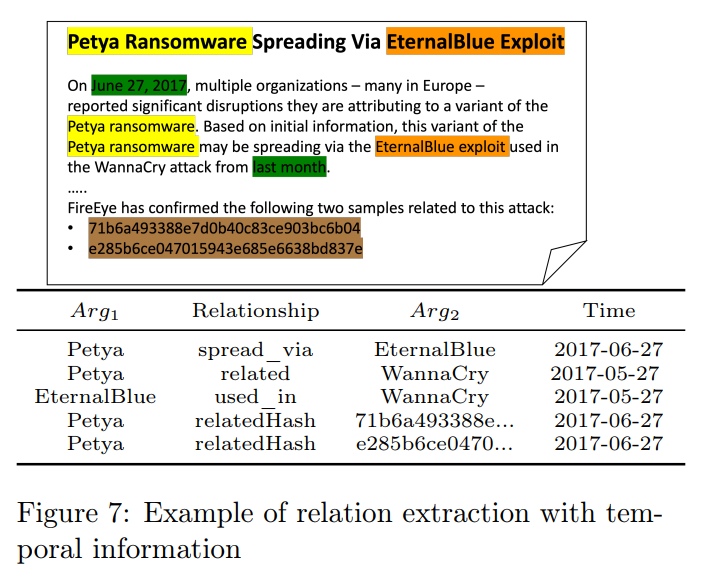 Petya Ransomware Spreading Via EternalBlue Exploit
On June 27, 2017, multiple organizations – many in Europe –
reported significant disruptions they are attributing to a variant of the
Petya ransomware. Based on initial information, this variant of the
Petya ransomware may be spreading via the EternalBlue exploit used in
the WannaCry attack from last month.
.....
FireEye has confirmed the following two samples related to this attack:
• 71b6a493388e7d0b40c83ce903bc6b04
• e285b6ce047015943e685e6638bd837e
Arg1 Relationship Arg2 Time
Petya spread_via EternalBlue 2017-06-27
Petya related WannaCry 2017-05-27
EternalBlue used_in WannaCry 2017-05-27
Petya relatedHash 71b6a493388e... 2017-06-27
Petya relatedHash e285b6ce0470... 2017-06-27
Figure 7: Example of relation extraction with tem-
poral information